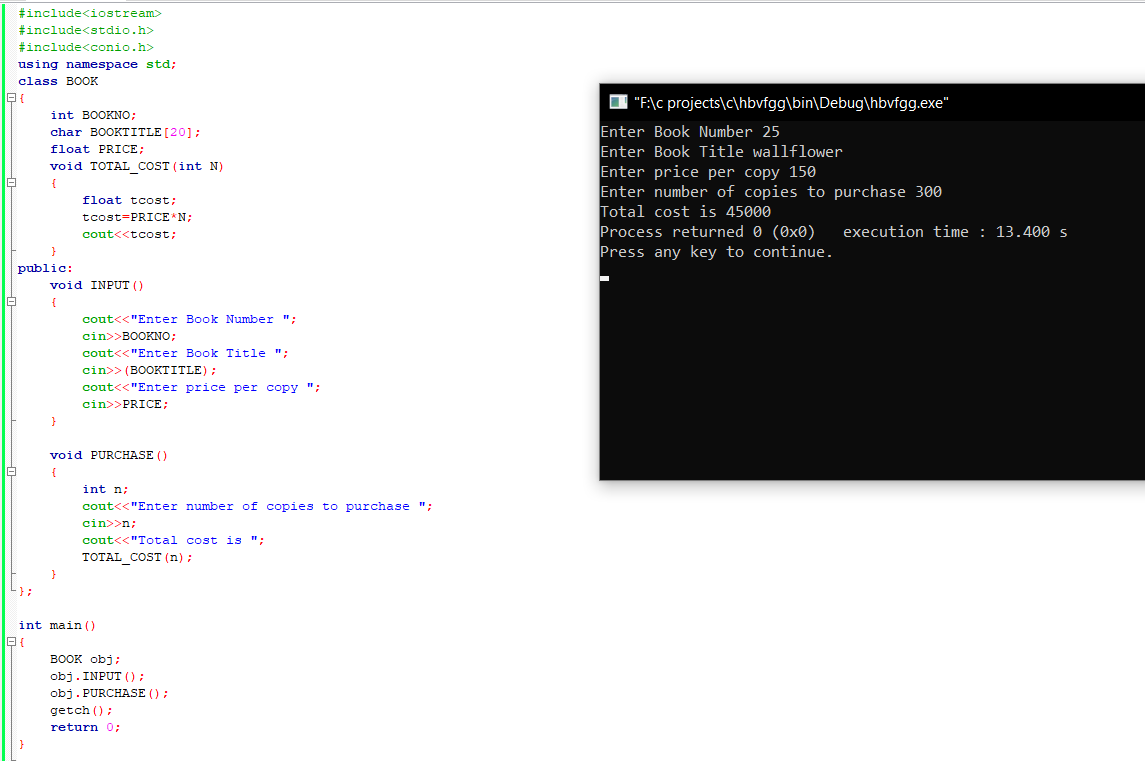 #include<iostream>
#include<stdio.h>
#include<conio.h>
using namespace std;
class BOOK
{
    int BOOKNO;
    char BOOKTITLE[20];
    float PRICE;
    void TOTAL_COST(int N)
    {
        float tcost;
        tcost=PRICE*N;
        cout<<tcost;
    }
public:
    void INPUT()
    {
        cout<<"Enter Book Number ";
        cin>>BOOKNO;
        cout<<"Enter Book Title ";
        cin>>(BOOKTITLE);
        cout<<"Enter price per copy ";
        cin>>PRICE;
    }
    void PURCHASE()
    {
        int n;
        cout<<"Enter number of copies to purchase ";
        cin>>n;
        cout<<"Total cost is ";
        TOTAL_COST(n);
    }
};
int main()
{
    BOOK obj;
    obj.INPUT();
    obj.PURCHASE();
    getch();
    return 0;
}
"F:\c projects\c\hbvfgg\bin\Debug\hbvfgg.exe"
Enter Book Number 25
Enter Book Title wallflower
Enter price per copy 150
Enter number of copies to purchase 300
Total cost is 45000
Process returned 0 (0x0)   execution time : 13.400 s
Press any key to continue.